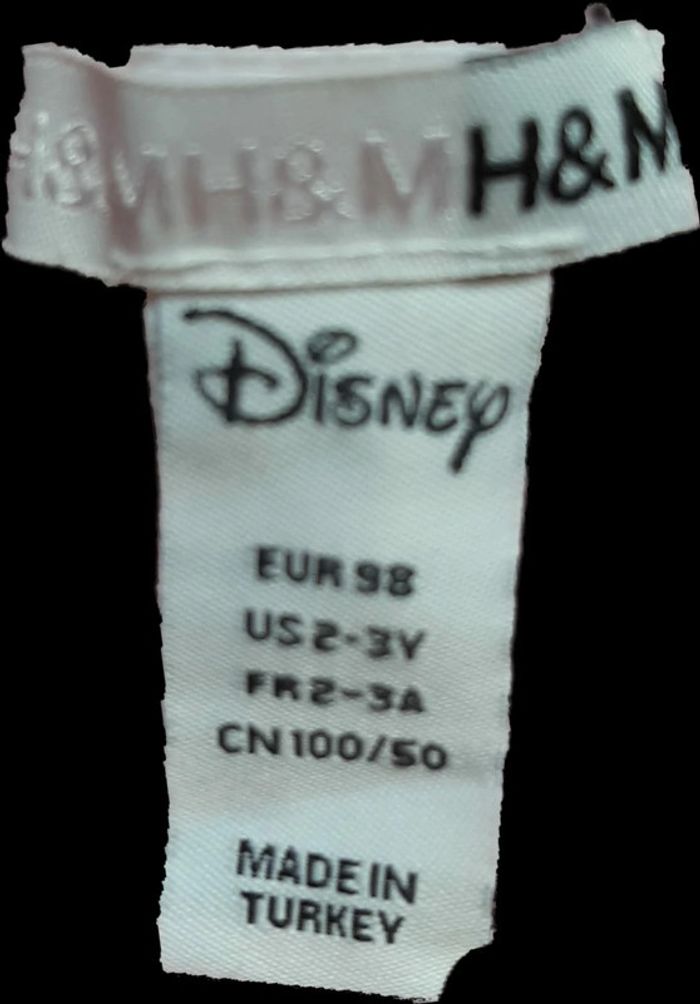 H&M H&M H&M
Disney
EUR 98
US 2-3Y
FR 2-3A
CN 100/50
MADE IN
TURKEY